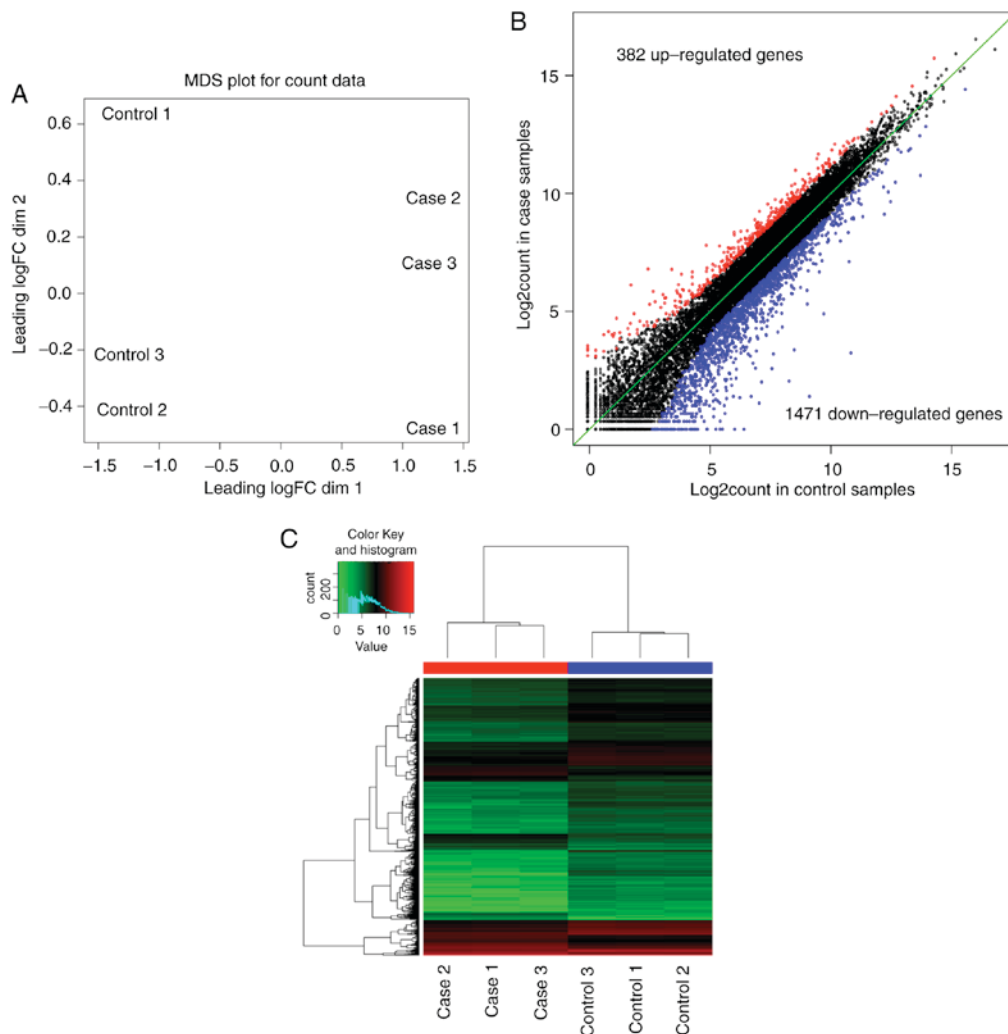 A
MDS plot for count data
Leading logFC dim 2
0.6
0.4
0.2
0.0
−0.2
−0.4
Control 1
Case 2
Case 3
Control 3
Control 2
Case 1
−1.5 −1.0 −0.5 0.0 0.5 1.0 1.5
Leading logFC dim 1
B
Log2count in case samples
15
10
5
0
382 up−regulated genes
1471 down−regulated genes
0 5 10 15
Log2count in control samples
C
Color Key
and histogram
count
0 200
0 5 10 15
Value
Case 2
Case 1
Case 3
Control 3
Control 1
Control 2